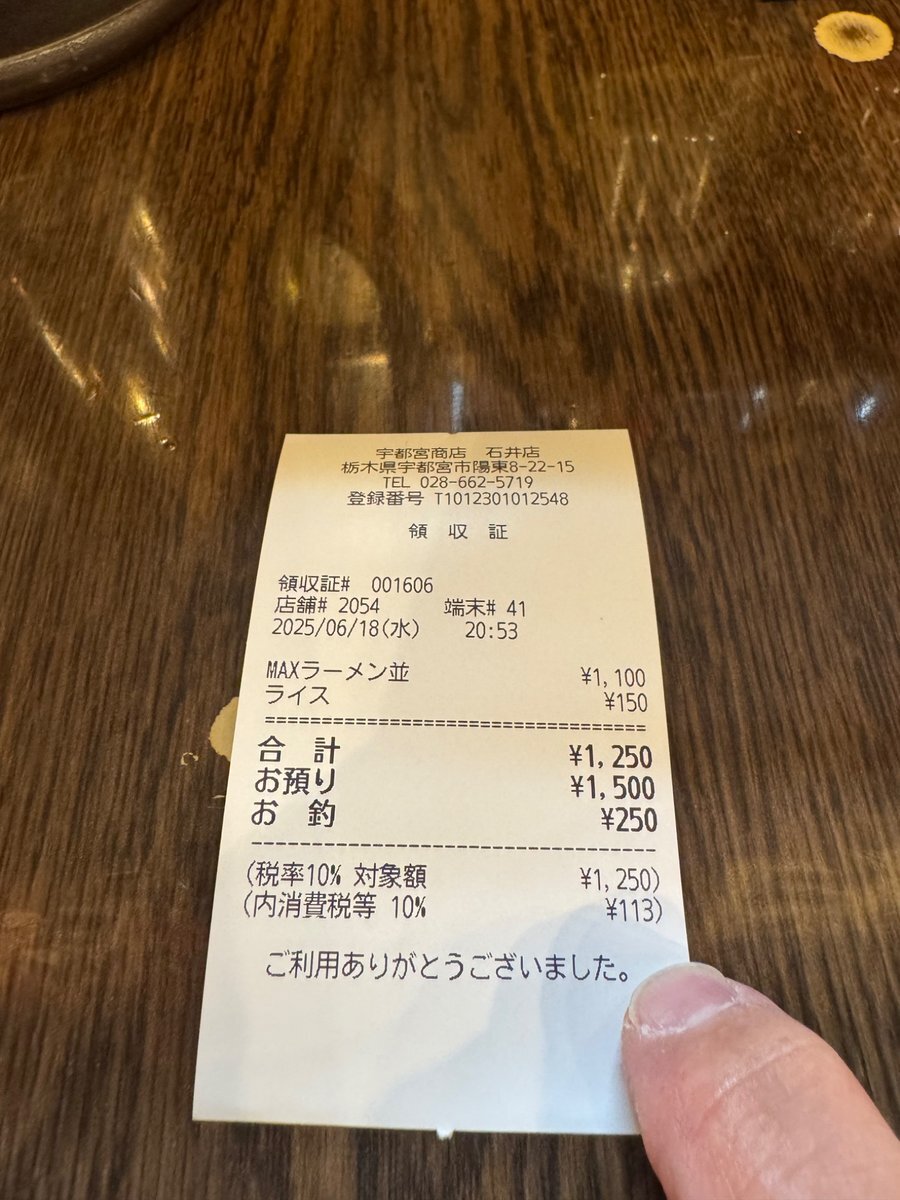 宇都宮商店 石井店
栃木県宇都宮市陽東8-22-15
TEL 028-662-5719
登録番号 T1012301012548
領 収 証
領収証# 001606
店舗# 2054 端末# 41
2025/06/18(水) 20:53
MAXラーメン並 ¥1,100
ライス ¥150
==================================
合 計 ¥1,250
お預り ¥1,500
お 釣 ¥250
----------------------------------
(税率10% 対象額 ¥1,250)
(内消費税等 10% ¥113)
ご利用ありがとうございました。